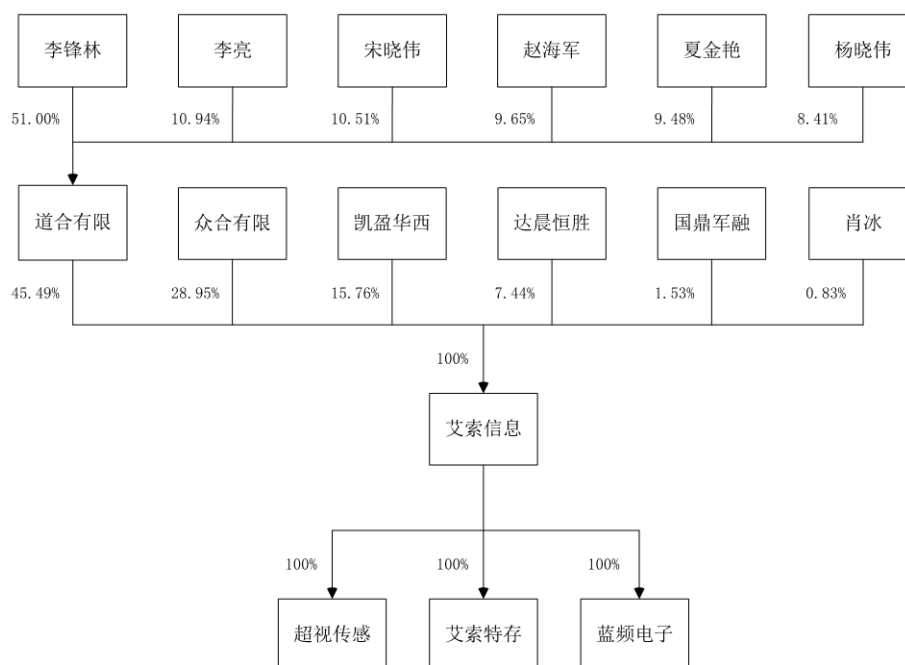 李锋林 李亮 宋晓伟 赵海军 夏金艳 杨晓伟
51.00% 10.94% 10.51% 9.65% 9.48% 8.41%
道合有限 众合有限 凯盈华西 达晨恒胜 国鼎军融 肖冰
45.49% 28.95% 15.76% 7.44% 1.53% 0.83%
100%
艾索信息
100% 100% 100%
超视传感 艾索特存 蓝频电子